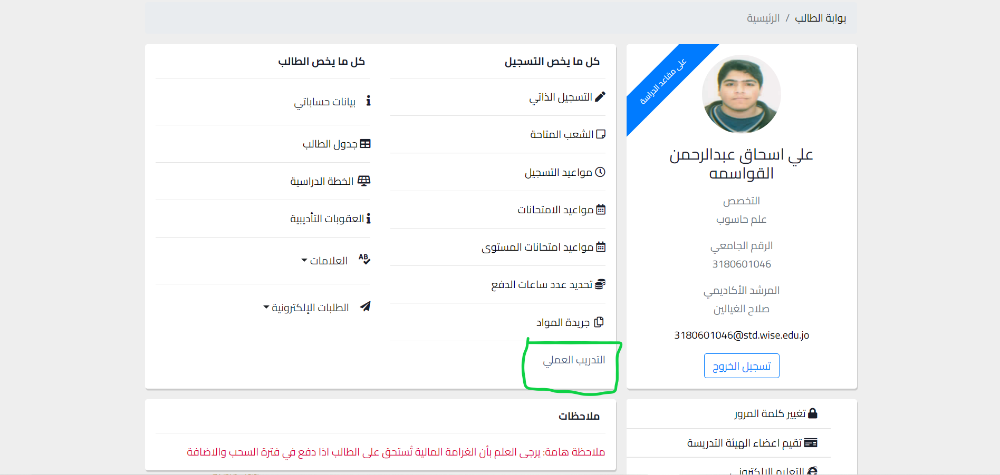 بوابة الطالب / الرئيسية
على مقاعد الدراسة
علي اسحاق عبدالرحمن
القواسمه
التخصص
علم حاسوب
الرقم الجامعي
3180601046
المرشد الأكاديمي
صلاح الغيالين
3180601046@std.wise.edu.jo
تسجيل الخروج
كل ما يخص التسجيل
التسجيل الذاتي
الشعب المتاحة
مواعيد التسجيل
مواعيد الامتحانات
مواعيد امتحانات المستوى
تحديد عدد ساعات الدفع
جريدة المواد
التدريب العملي
كل ما يخص الطالب
بيانات حساباتي
جدول الطالب
الخطة الدراسية
العقوبات التأديبية
العلامات
الطلبات الإلكترونية
تغيير كلمة المرور
تقيم اعضاء الهيئة التدريسة
التعليم الالكتروني
ملاحظات
ملاحظة هامة: يرجى العلم بأن الغرامة المالية تُستحق على الطالب اذا دفع في فترة السحب والاضافة